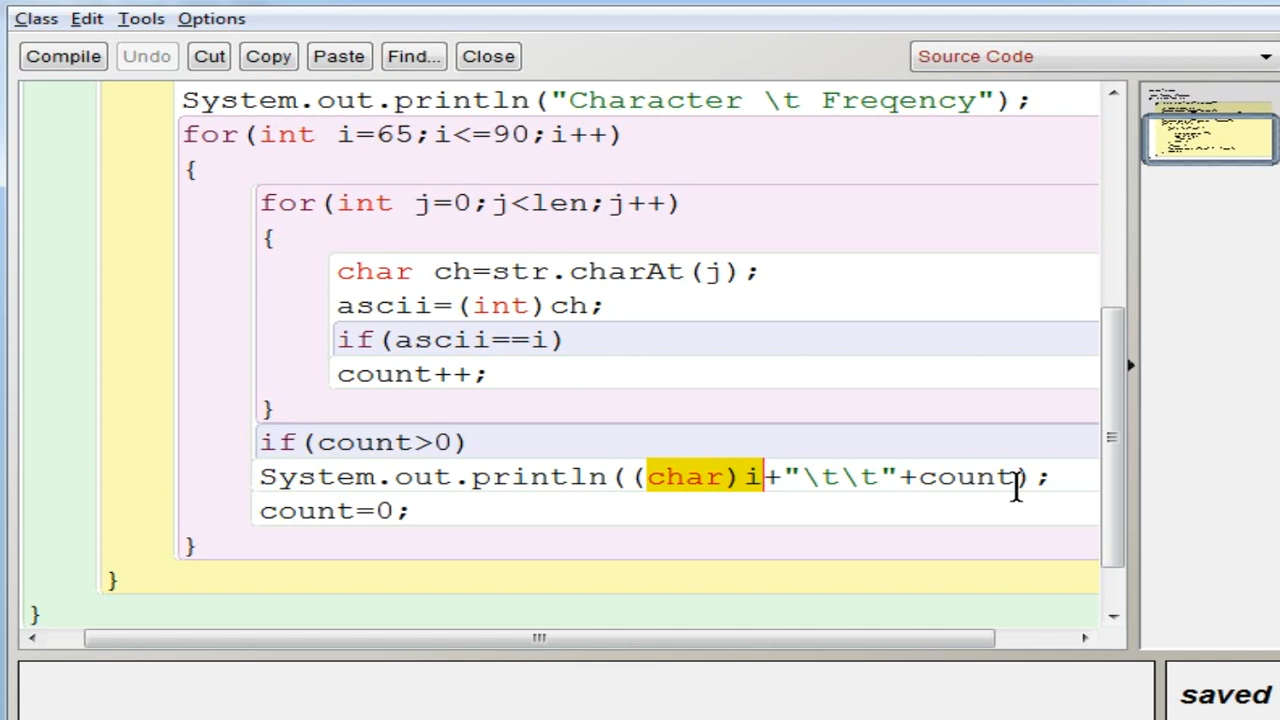 Class Edit Tools Options
Compile Undo Cut Copy Paste Find... Close Source Code
System.out.println("Character \t Freqency");
for(int i=65;i<=90;i++)
{
for(int j=0;j<len;j++)
{
char ch=str.charAt(j);
ascii=(int)ch;
if(ascii==i)
count++;
}
if(count>0)
System.out.println((char)i+"\t\t"+count);
count=0;
}
}
}
saved